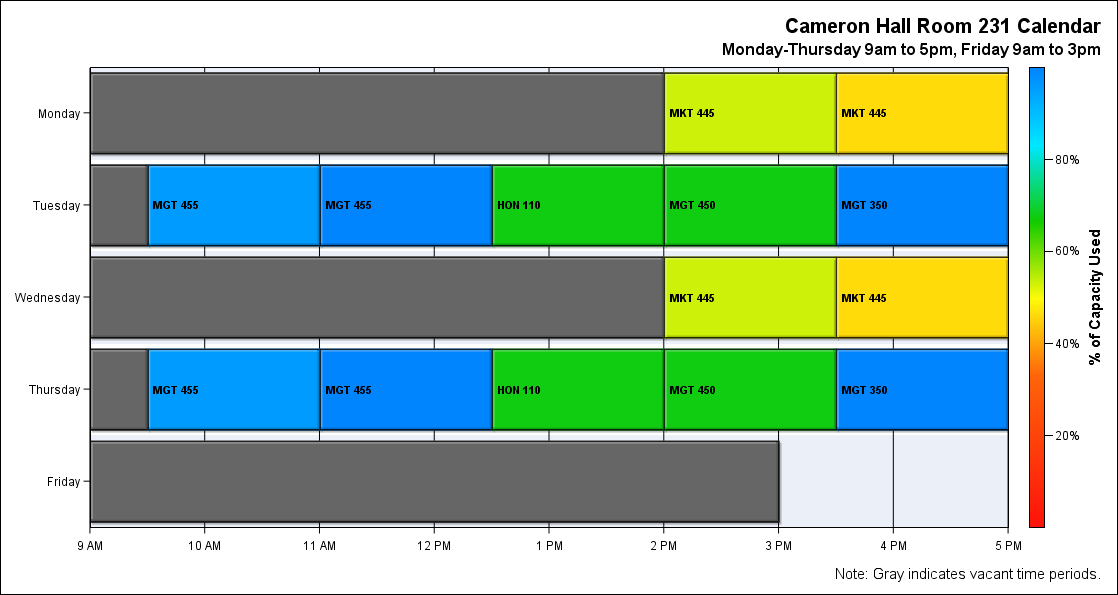 Cameron Hall Room 231 Calendar
Monday-Thursday 9am to 5pm, Friday 9am to 3pm
Monday
MKT 445
MKT 445
Tuesday
MGT 455
MGT 455
HON 110
MGT 450
MGT 350
Wednesday
MKT 445
MKT 445
Thursday
MGT 455
MGT 455
HON 110
MGT 450
MGT 350
Friday
9 AM
10 AM
11 AM
12 PM
1 PM
2 PM
3 PM
4 PM
5 PM
80%
60%
40%
20%
% of Capacity Used
Note: Gray indicates vacant time periods.